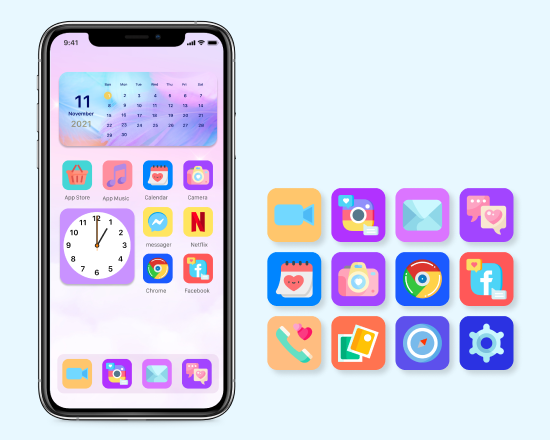 9:41
11
November
2021
Sun Mon Tue Wed Thu Fri Sat
1 2 3 4 5 6 7
8 9 10 11 12 13 14
15 16 17 18 19 20 21
22 23 24 25 26 27 28
29 30
App Store
App Music
Calendar
Camera
12
11 1
10 2
9 3
8 4
7 5
6
messager
N
Netflix
Chrome
f
Facebook
f